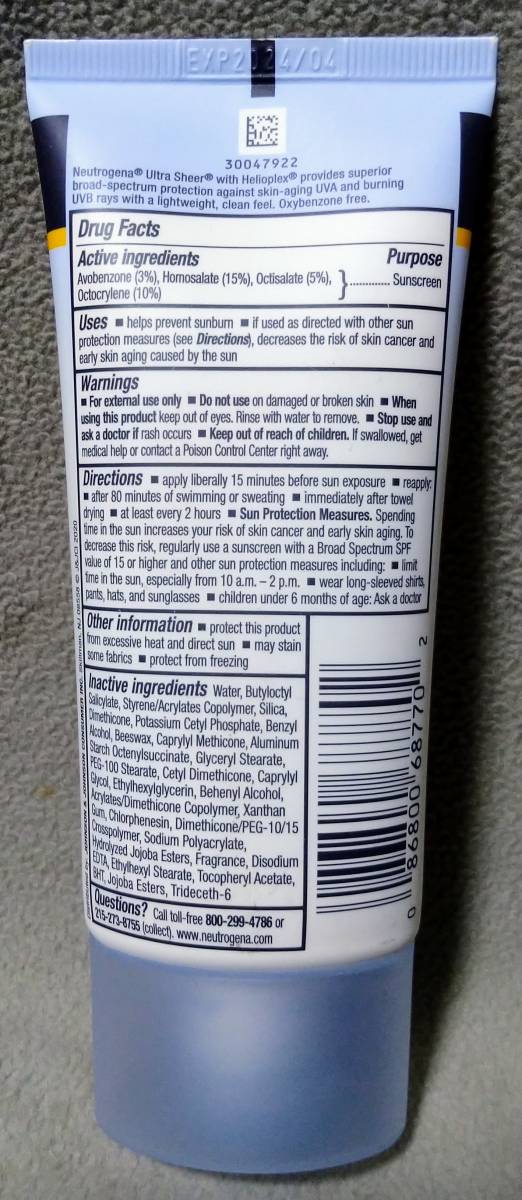 EXP2024/04
30047922
Neutrogena® Ultra Sheer® with Helioplex® provides superior
broad-spectrum protection against skin-aging UVA and burning
UVB rays with a lightweight, clean feel. Oxybenzone free.
Drug Facts
Active ingredients Purpose
Avobenzone (3%), Homosalate (15%), Octisalate (5%),
Octocrylene (10%) }............. Sunscreen
Uses ■ helps prevent sunburn ■ if used as directed with other sun
protection measures (see Directions), decreases the risk of skin cancer and
early skin aging caused by the sun
Warnings
■ For external use only ■ Do not use on damaged or broken skin ■ When
using this product keep out of eyes. Rinse with water to remove. ■ Stop use and
ask a doctor if rash occurs ■ Keep out of reach of children. If swallowed, get
medical help or contact a Poison Control Center right away.
Directions ■ apply liberally 15 minutes before sun exposure ■ reapply:
■ after 80 minutes of swimming or sweating ■ immediately after towel
drying ■ at least every 2 hours ■ Sun Protection Measures. Spending
time in the sun increases your risk of skin cancer and early skin aging. To
decrease this risk, regularly use a sunscreen with a Broad Spectrum SPF
value of 15 or higher and other sun protection measures including: ■ limit
time in the sun, especially from 10 a.m. – 2 p.m. ■ wear long-sleeved shirts,
pants, hats, and sunglasses ■ children under 6 months of age: Ask a doctor
Other information ■ protect this product
from excessive heat and direct sun ■ may stain
some fabrics ■ protect from freezing
Inactive ingredients Water, Butyloctyl
Salicylate, Styrene/Acrylates Copolymer, Silica,
Dimethicone, Potassium Cetyl Phosphate, Benzyl
Alcohol, Beeswax, Caprylyl Methicone, Aluminum
Starch Octenylsuccinate, Glyceryl Stearate,
PEG-100 Stearate, Cetyl Dimethicone, Caprylyl
Glycol, Ethylhexylglycerin, Behenyl Alcohol,
Acrylates/Dimethicone Copolymer, Xanthan
Gum, Chlorphenesin, Dimethicone/PEG-10/15
Crosspolymer, Sodium Polyacrylate,
Hydrolyzed Jojoba Esters, Fragrance, Disodium
EDTA, Ethylhexyl Stearate, Tocopheryl Acetate,
BHT, Jojoba Esters, Trideceth-6
Questions? Call toll-free 800-299-4786 or
215-273-8755 (collect). www.neutrogena.com
JOHNSON & JOHNSON CONSUMER INC. Skillman, NJ 08558 © J&JCI 2020
0 86800 68770 2